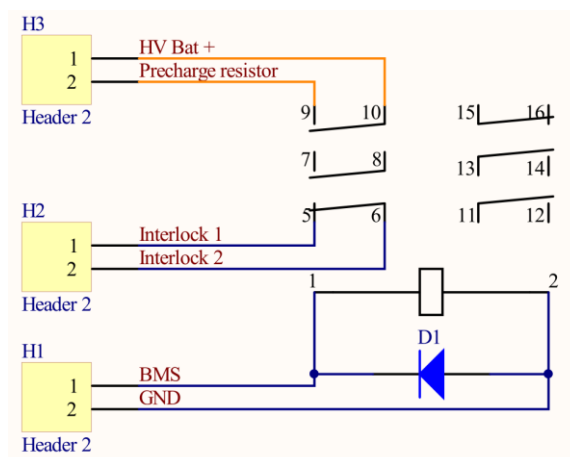 H3
HV Bat +
1
Precharge resistor
2
Header 2
9 10 15 16
7 8 13 14
5 6 11 12
H2
Interlock 1
1
Interlock 2
2
Header 2
1 2
D1
H1
BMS
1
GND
2
Header 2